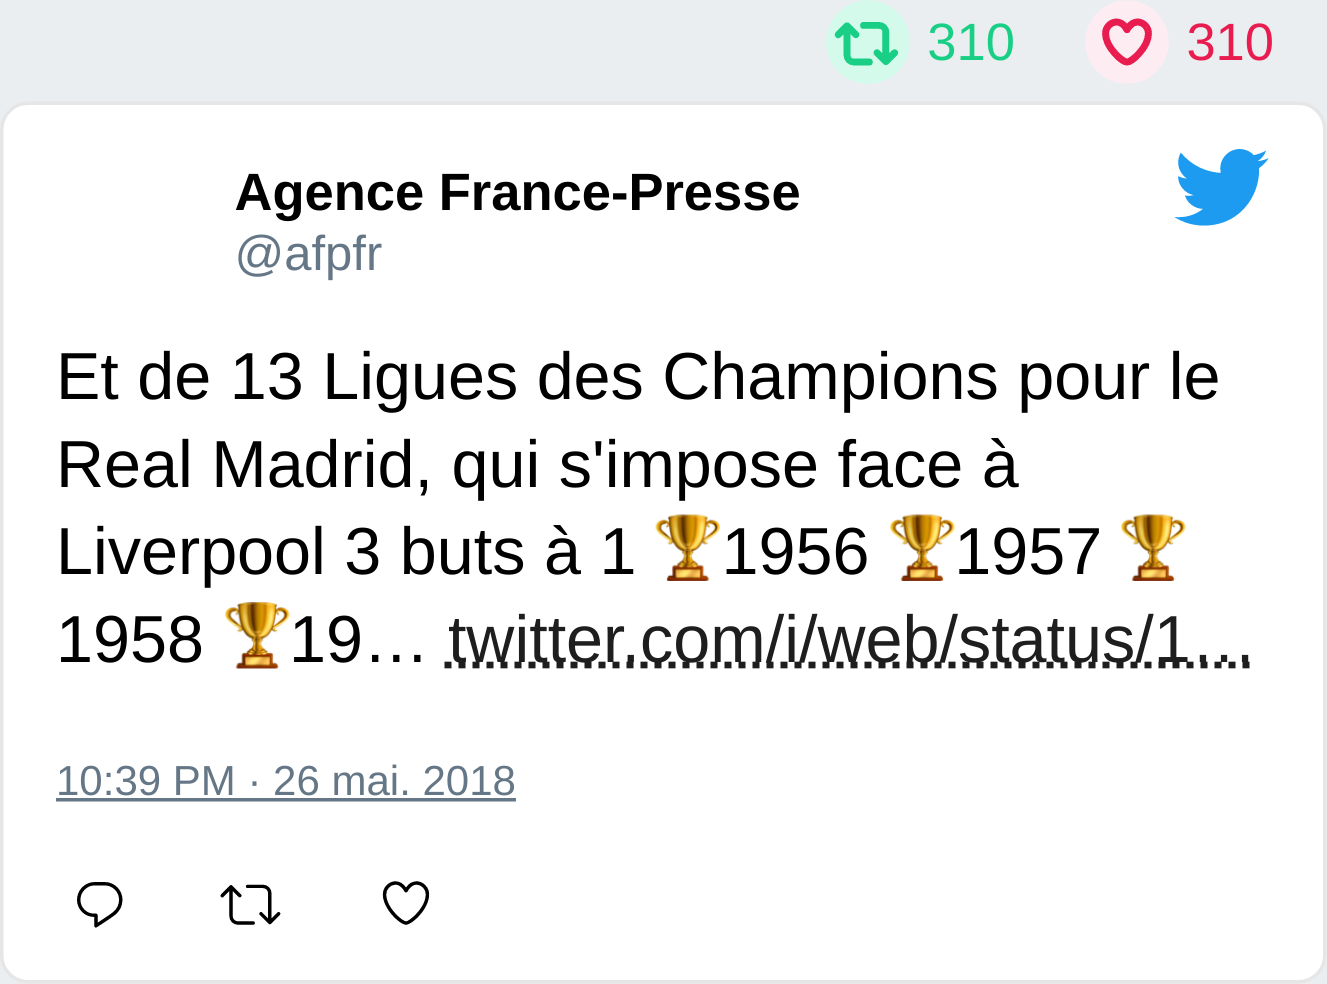 310 310
Agence France-Presse
@afpfr
Et de 13 Ligues des Champions pour le
Real Madrid, qui s'impose face à
Liverpool 3 buts à 1 🏆1956 🏆1957 🏆
1958 🏆19… twitter.com/i/web/status/1…
10:39 PM · 26 mai. 2018